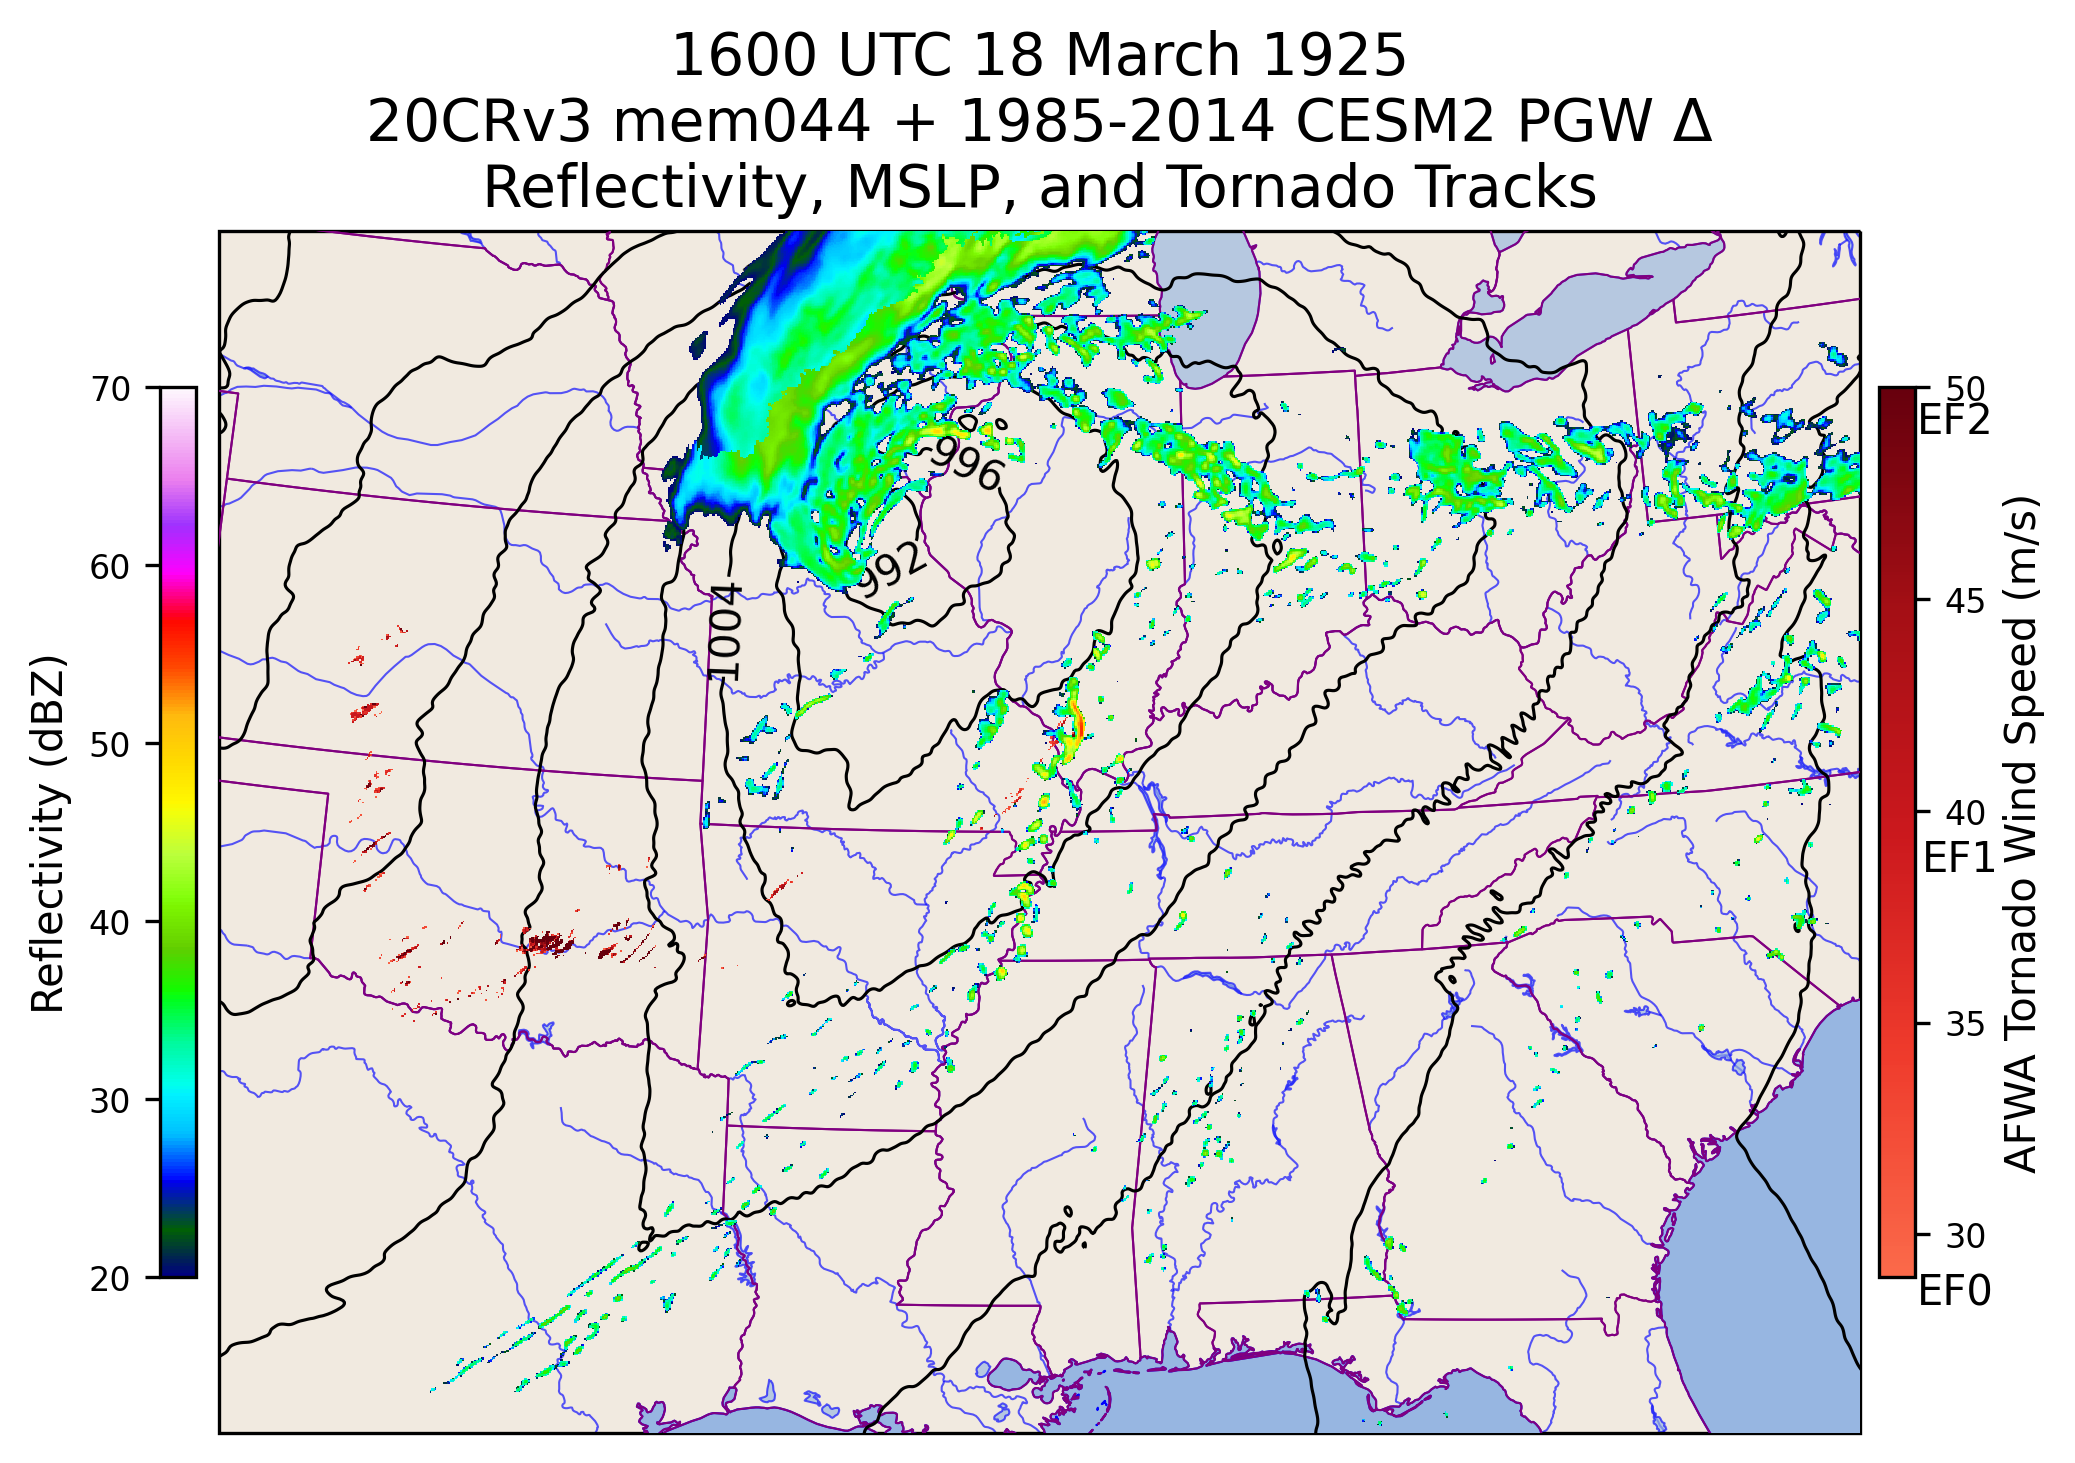 1600 UTC 18 March 1925
20CRv3 mem044 + 1985-2014 CESM2 PGW Δ
Reflectivity, MSLP, and Tornado Tracks
Reflectivity (dBZ)
70
60
50
40
30
20
996
992
1004
50
EF2
45
40
EF1
35
30
EF0
AFWA Tornado Wind Speed (m/s)